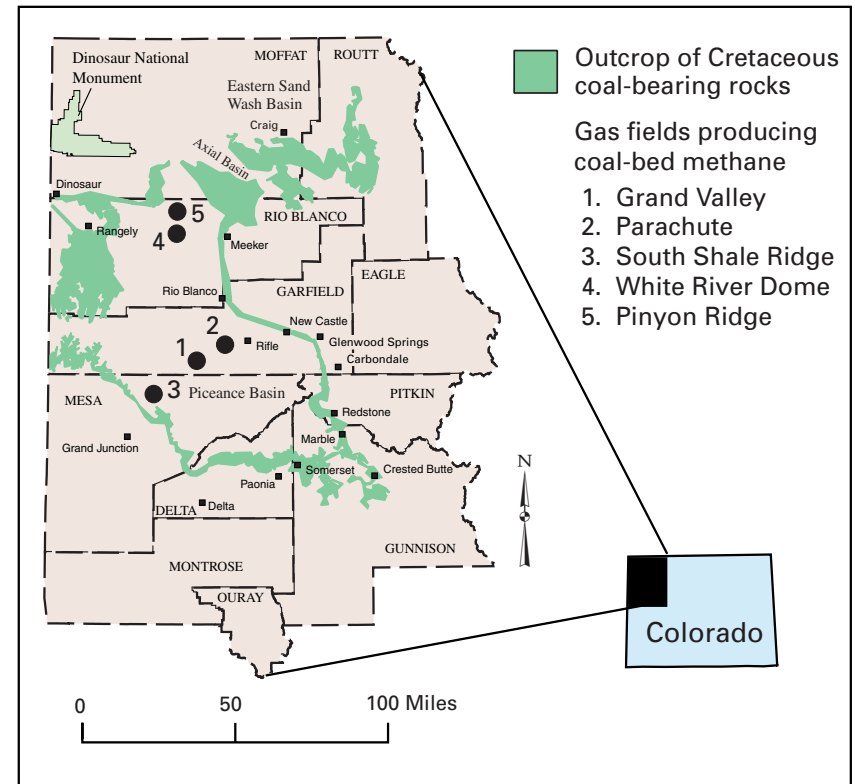 Dinosaur National
Monument
MOFFAT
ROUTT
Eastern Sand
Wash Basin
Craig
Axial Basin
Dinosaur
5
4
RIO BLANCO
Rangely
Meeker
EAGLE
Rio Blanco
GARFIELD
New Castle
2
Rifle
Glenwood Springs
1
Carbondale
3
Piceance Basin
PITKIN
MESA
Redstone
Marble
Grand Junction
Somerset
Crested Butte
Paonia
DELTA
Delta
GUNNISON
MONTROSE
OURAY
N
Outcrop of Cretaceous
coal-bearing rocks
Gas fields producing
coal-bed methane
1. Grand Valley
2. Parachute
3. South Shale Ridge
4. White River Dome
5. Pinyon Ridge
Colorado
0 50 100 Miles